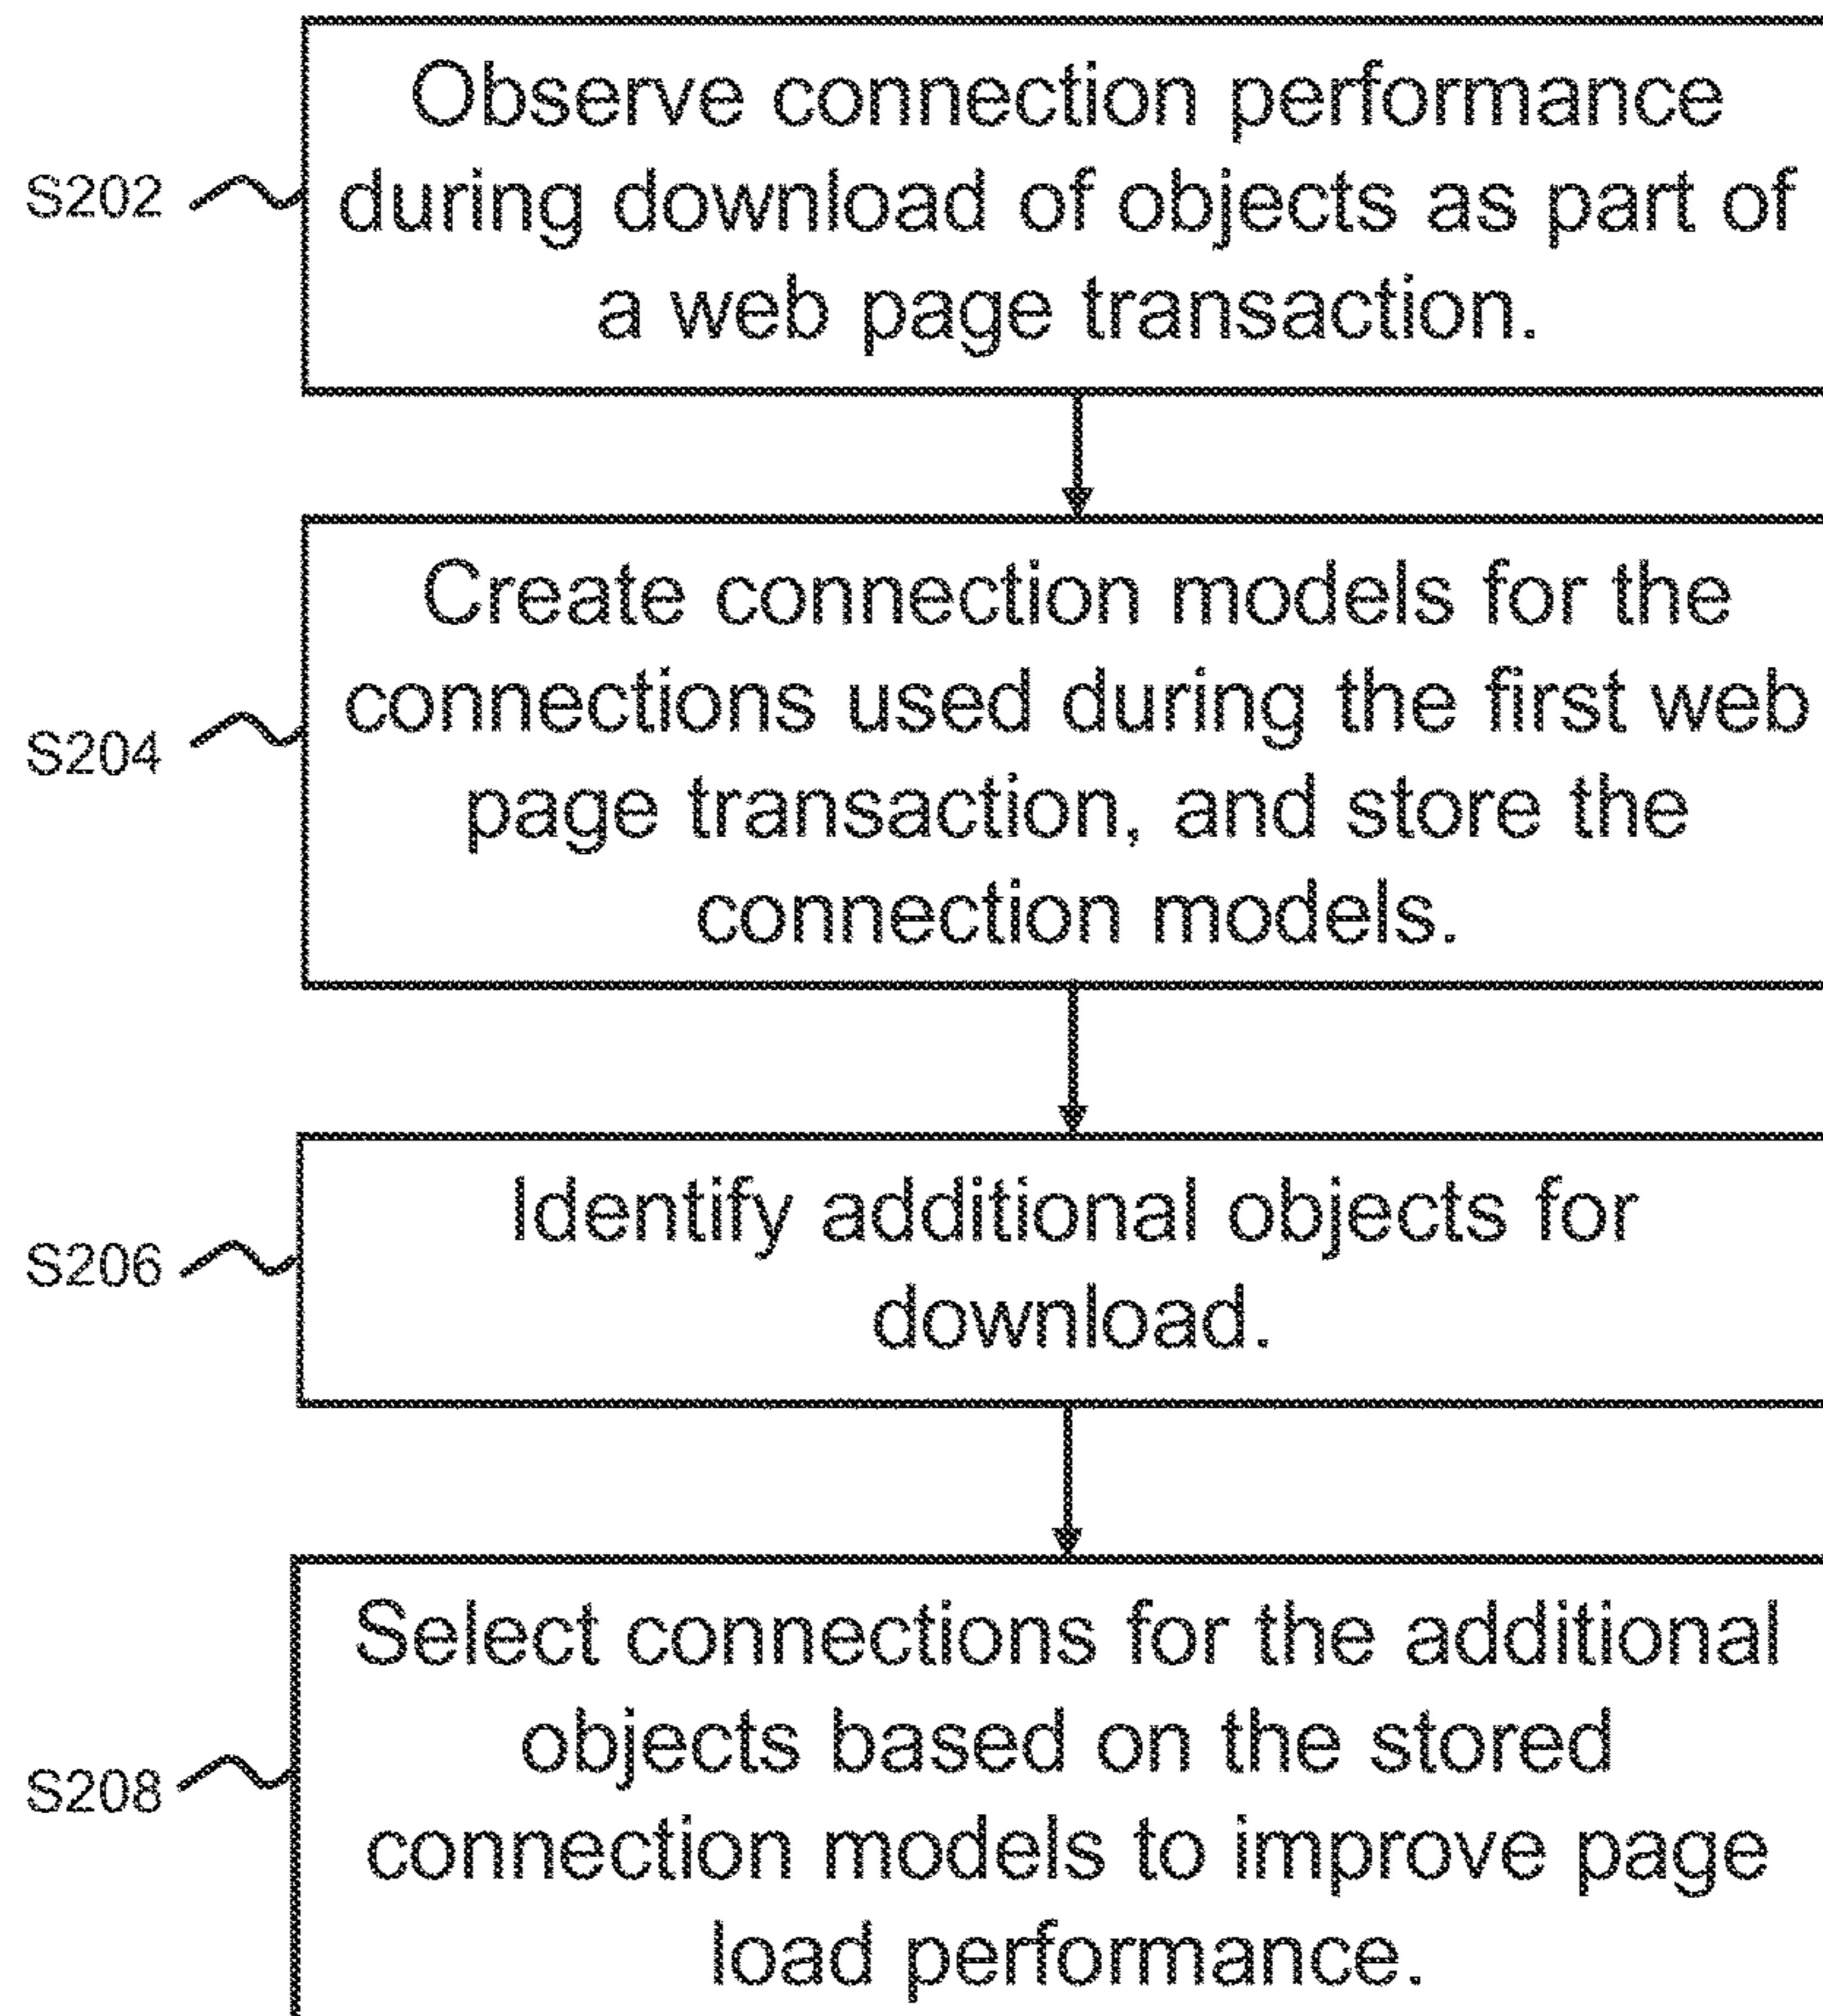 Observe connection performance
S202
during download of objects as part of
a web page transaction.
Create connection models for the
connections used during the first web
S204
page transaction, and store the
connection models.
Identify additional objects for
S206
download.
Select connections for the additional
objects based on the stored
S208
connection models to improve page
load performance.